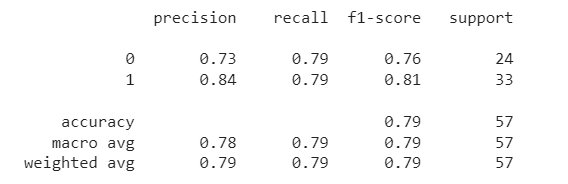 precision recall f1-score support
0 0.73 0.79 0.76 24
1 0.84 0.79 0.81 33
accuracy 0.79 57
macro avg 0.78 0.79 0.79 57
weighted avg 0.79 0.79 0.79 57